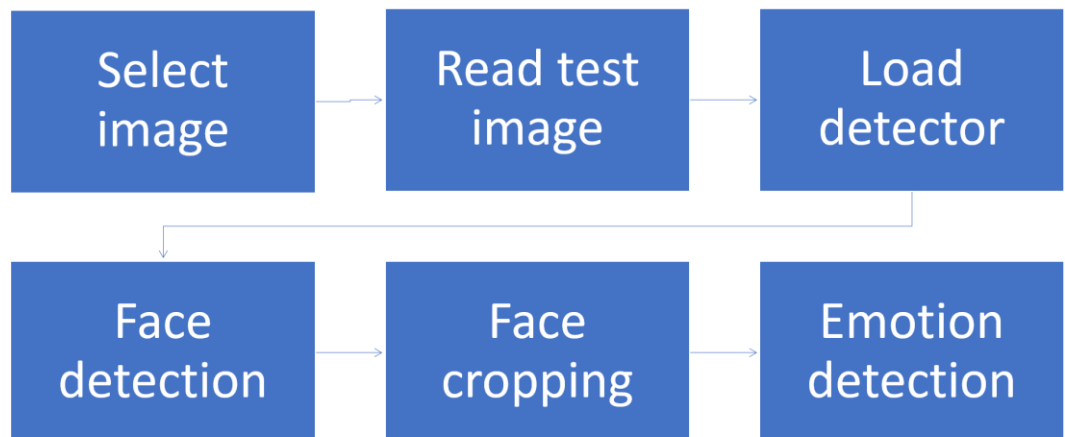 Select
image
Read test
image
Load
detector
Face
detection
Face
cropping
Emotion
detection